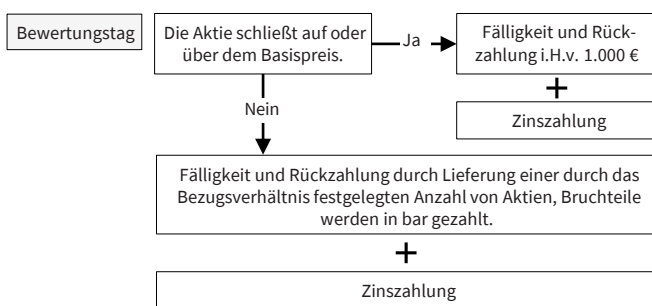 Bewertungstag
Die Aktie schließt auf oder
über dem Basispreis.
Ja
Fälligkeit und Rück-
zahlung i.H.v. 1.000 €
+
Zinszahlung
Nein
Fälligkeit und Rückzahlung durch Lieferung einer durch das
Bezugsverhältnis festgelegten Anzahl von Aktien, Bruchteile
werden in bar gezahlt.
+
Zinszahlung